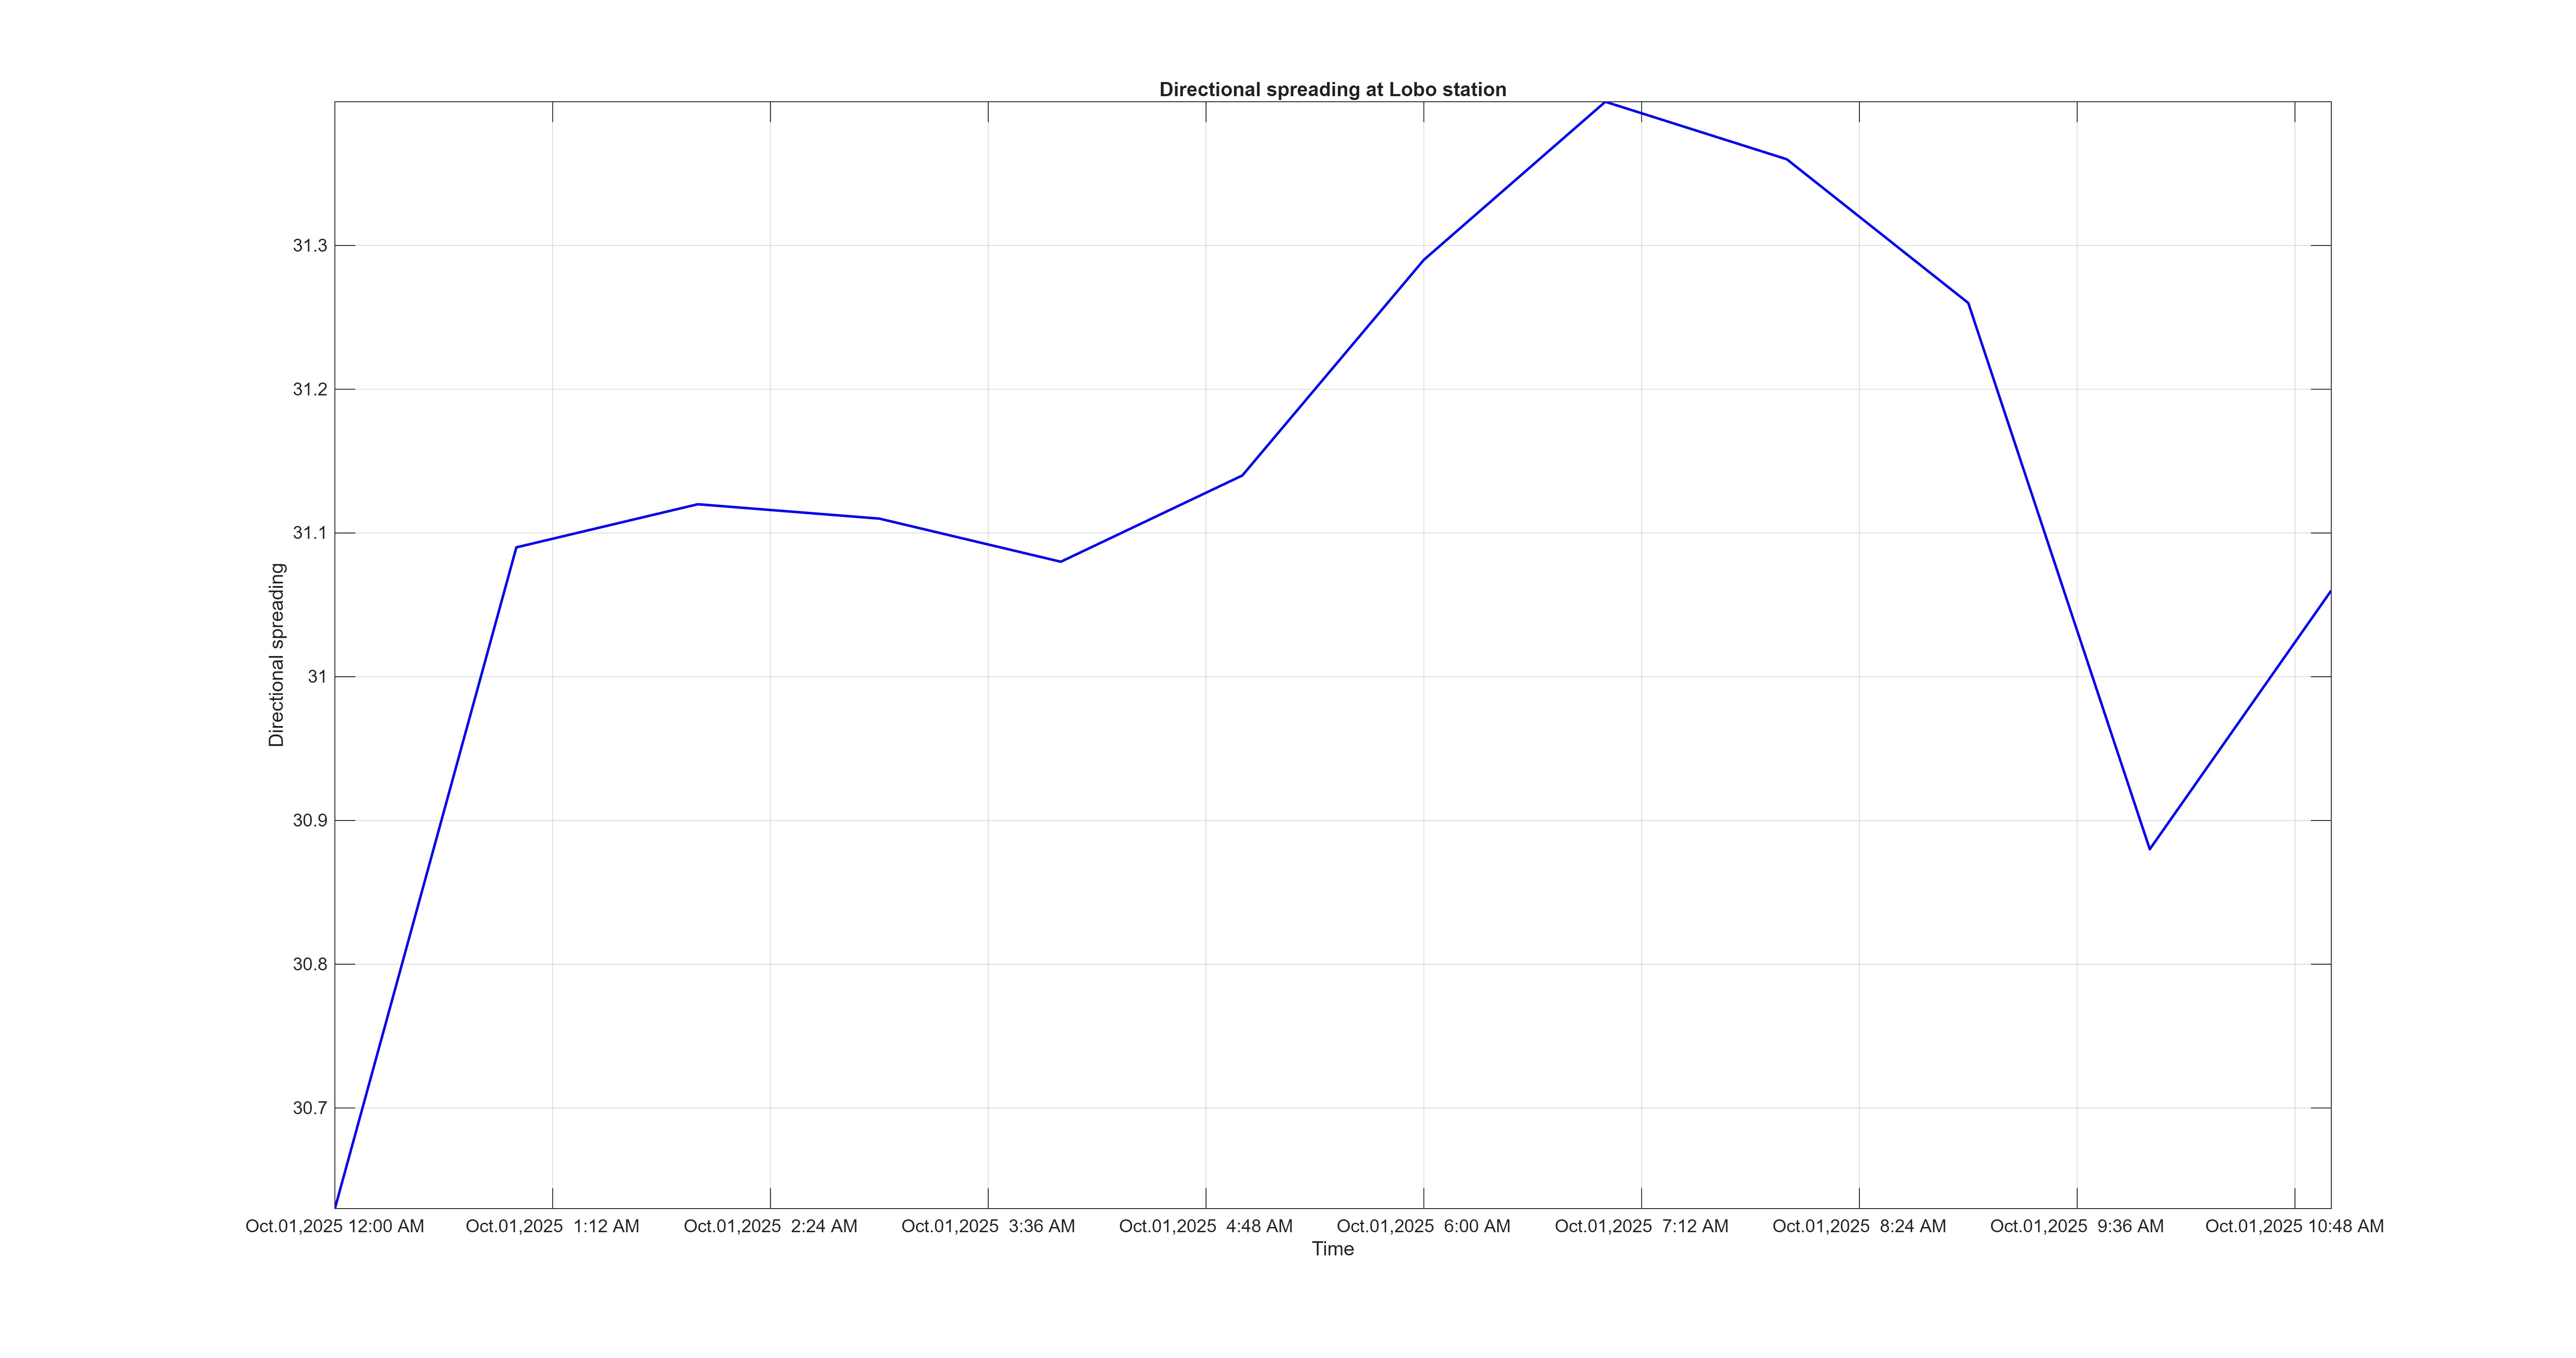 Directional spreading at Lobo station
Directional spreading
31.3
31.2
31.1
31
30.9
30.8
30.7
Oct.01,2025 12:00 AM
Oct.01,2025  1:12 AM
Oct.01,2025  2:24 AM
Oct.01,2025  3:36 AM
Oct.01,2025  4:48 AM
Oct.01,2025  6:00 AM
Oct.01,2025  7:12 AM
Oct.01,2025  8:24 AM
Oct.01,2025  9:36 AM
Oct.01,2025 10:48 AM
Time